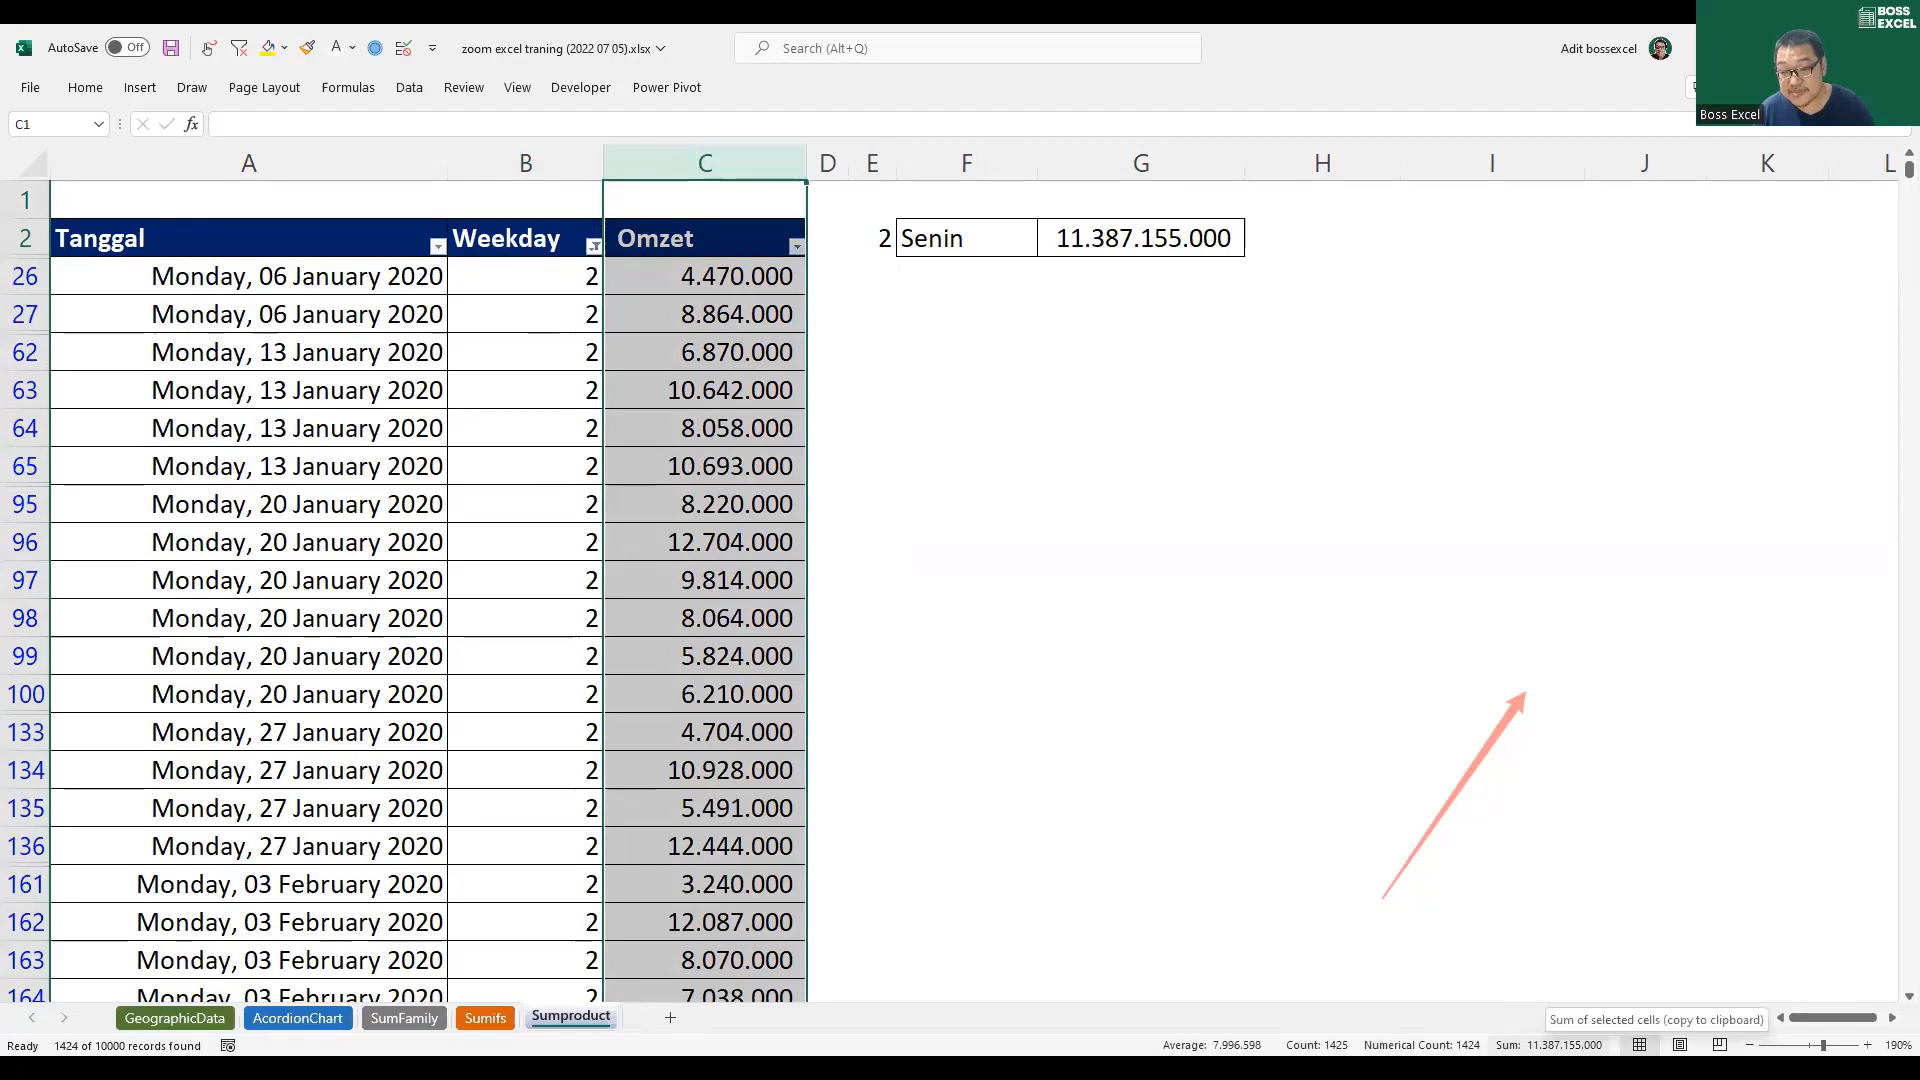 BOSS
EXCEL
AutoSave Off
A
zoom excel traning (2022 07 05).xlsx
Search (Alt+Q)
Adit bossexcel
Boss Excel
File Home Insert Draw Page Layout Formulas Data Review View Developer Power Pivot
C1 fx
A B C D E F G H I J K L
1
2 Tanggal Weekday Omzet 2 Senin 11.387.155.000
26 Monday, 06 January 2020 2 4.470.000
27 Monday, 06 January 2020 2 8.864.000
62 Monday, 13 January 2020 2 6.870.000
63 Monday, 13 January 2020 2 10.642.000
64 Monday, 13 January 2020 2 8.058.000
65 Monday, 13 January 2020 2 10.693.000
95 Monday, 20 January 2020 2 8.220.000
96 Monday, 20 January 2020 2 12.704.000
97 Monday, 20 January 2020 2 9.814.000
98 Monday, 20 January 2020 2 8.064.000
99 Monday, 20 January 2020 2 5.824.000
100 Monday, 20 January 2020 2 6.210.000
133 Monday, 27 January 2020 2 4.704.000
134 Monday, 27 January 2020 2 10.928.000
135 Monday, 27 January 2020 2 5.491.000
136 Monday, 27 January 2020 2 12.444.000
161 Monday, 03 February 2020 2 3.240.000
162 Monday, 03 February 2020 2 12.087.000
163 Monday, 03 February 2020 2 8.070.000
164 Monday, 03 February 2020 2 7.038.000
GeographicData AcordionChart SumFamily Sumifs Sumproduct
Sum of selected cells (copy to clipboard)
Ready 1424 of 10000 records found Average: 7.996.598 Count: 1425 Numerical Count: 1424 Sum: 11.387.155.000 190%